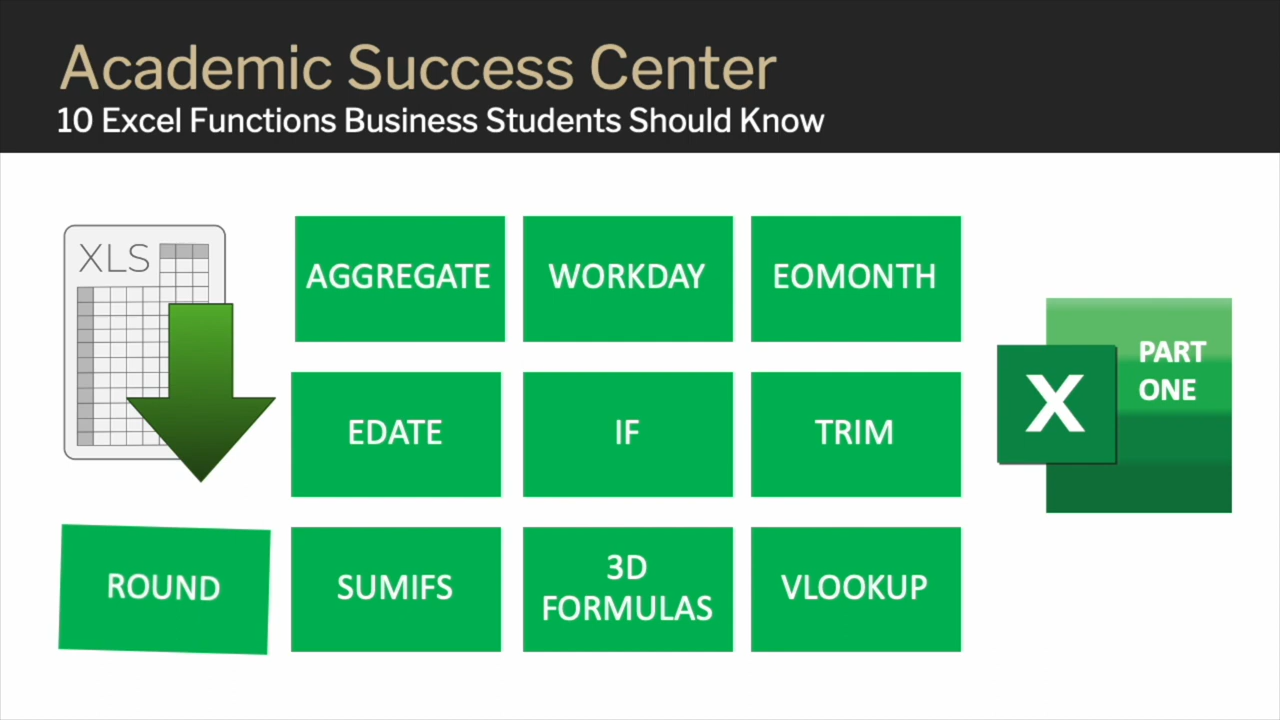 Academic Success Center
10 Excel Functions Business Students Should Know
XLS
AGGREGATE
WORKDAY
EOMONTH
PART
ONE
X
EDATE
IF
TRIM
ROUND
SUMIFS
3D
FORMULAS
VLOOKUP